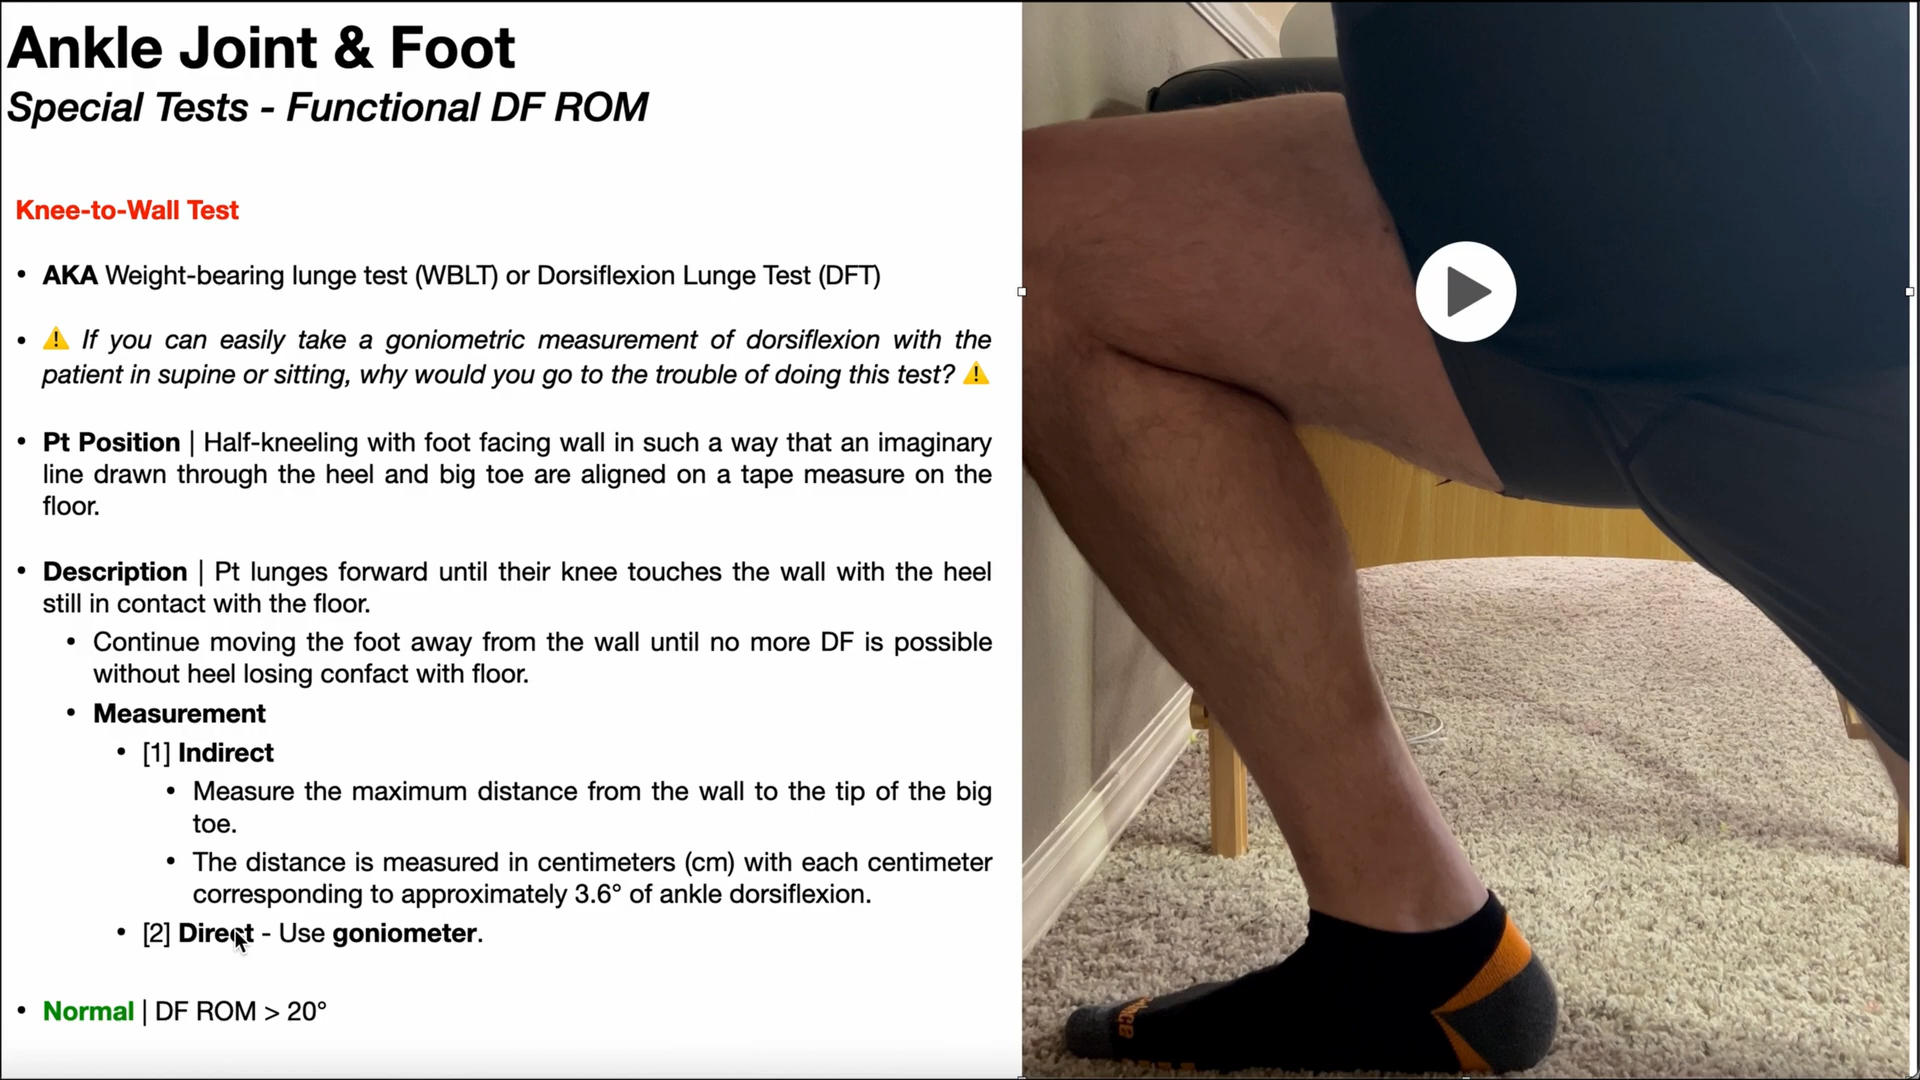 Ankle Joint & Foot
Special Tests - Functional DF ROM
Knee-to-Wall Test
• AKA Weight-bearing lunge test (WBLT) or Dorsiflexion Lunge Test (DFT)
• ⚠️ If you can easily take a goniometric measurement of dorsiflexion with the
patient in supine or sitting, why would you go to the trouble of doing this test? ⚠️
• Pt Position | Half-kneeling with foot facing wall in such a way that an imaginary
line drawn through the heel and big toe are aligned on a tape measure on the
floor.
• Description | Pt lunges forward until their knee touches the wall with the heel
still in contact with the floor.
• Continue moving the foot away from the wall until no more DF is possible
without heel losing confact with floor.
• Measurement
• [1] Indirect
• Measure the maximum distance from the wall to the tip of the big
toe.
• The distance is measured in centimeters (cm) with each centimeter
corresponding to approximately 3.6° of ankle dorsiflexion.
• [2] Direct - Use goniometer.
• Normal | DF ROM > 20°